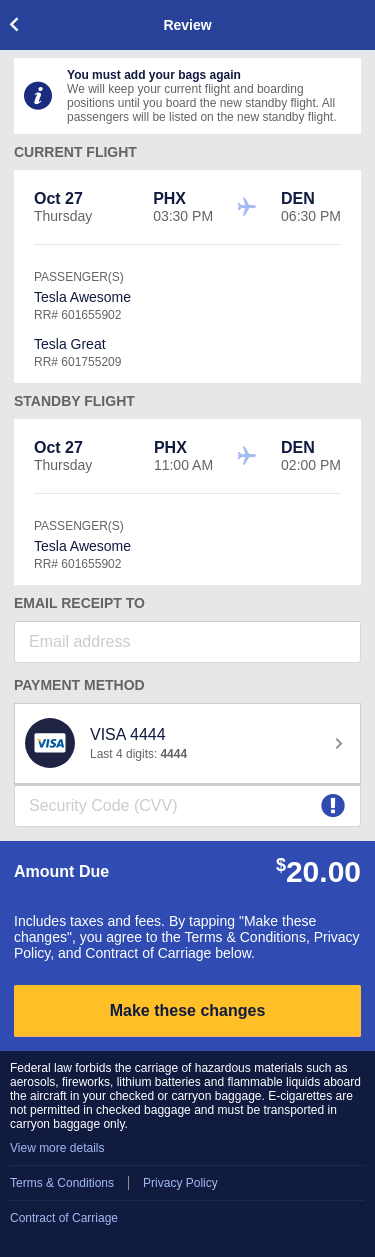 Review
You must add your bags again
We will keep your current flight and boarding
positions until you board the new standby flight. All
passengers will be listed on the new standby flight.
CURRENT FLIGHT
Oct 27 PHX DEN
Thursday 03:30 PM 06:30 PM
PASSENGER(S)
Tesla Awesome
RR# 601655902
Tesla Great
RR# 601755209
STANDBY FLIGHT
Oct 27 PHX DEN
Thursday 11:00 AM 02:00 PM
PASSENGER(S)
Tesla Awesome
RR# 601655902
EMAIL RECEIPT TO
Email address
PAYMENT METHOD
VISA VISA 4444
Last 4 digits: 4444
Security Code (CVV)
Amount Due $20.00
Includes taxes and fees. By tapping "Make these
changes", you agree to the Terms & Conditions, Privacy
Policy, and Contract of Carriage below.
Make these changes
Federal law forbids the carriage of hazardous materials such as
aerosols, fireworks, lithium batteries and flammable liquids aboard
the aircraft in your checked or carryon baggage. E-cigarettes are
not permitted in checked baggage and must be transported in
carryon baggage only.
View more details
Terms & Conditions Privacy Policy
Contract of Carriage